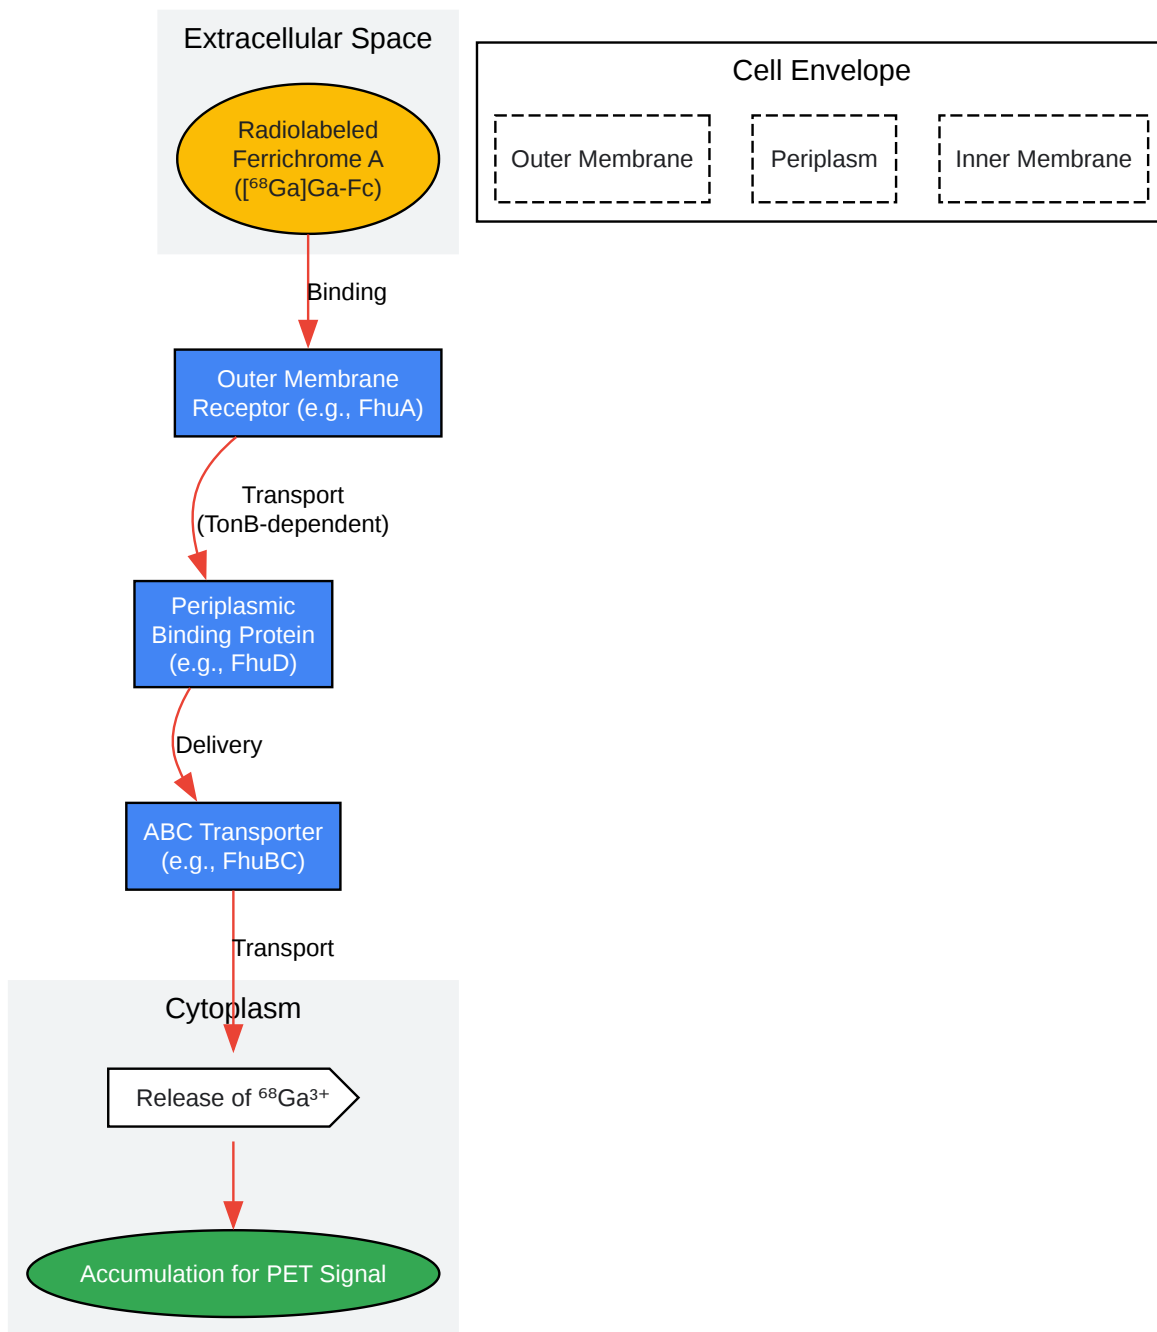 Extracellular Space
Radiolabeled
Ferrichrome A
([⁶⁸Ga]Ga-Fc)
Cell Envelope
Outer Membrane
Periplasm
Inner Membrane
Binding
Outer Membrane
Receptor (e.g., FhuA)
Transport
(TonB-dependent)
Periplasmic
Binding Protein
(e.g., FhuD)
Delivery
ABC Transporter
(e.g., FhuBC)
Transport
Cytoplasm
Release of ⁶⁸Ga³⁺
Accumulation for PET Signal